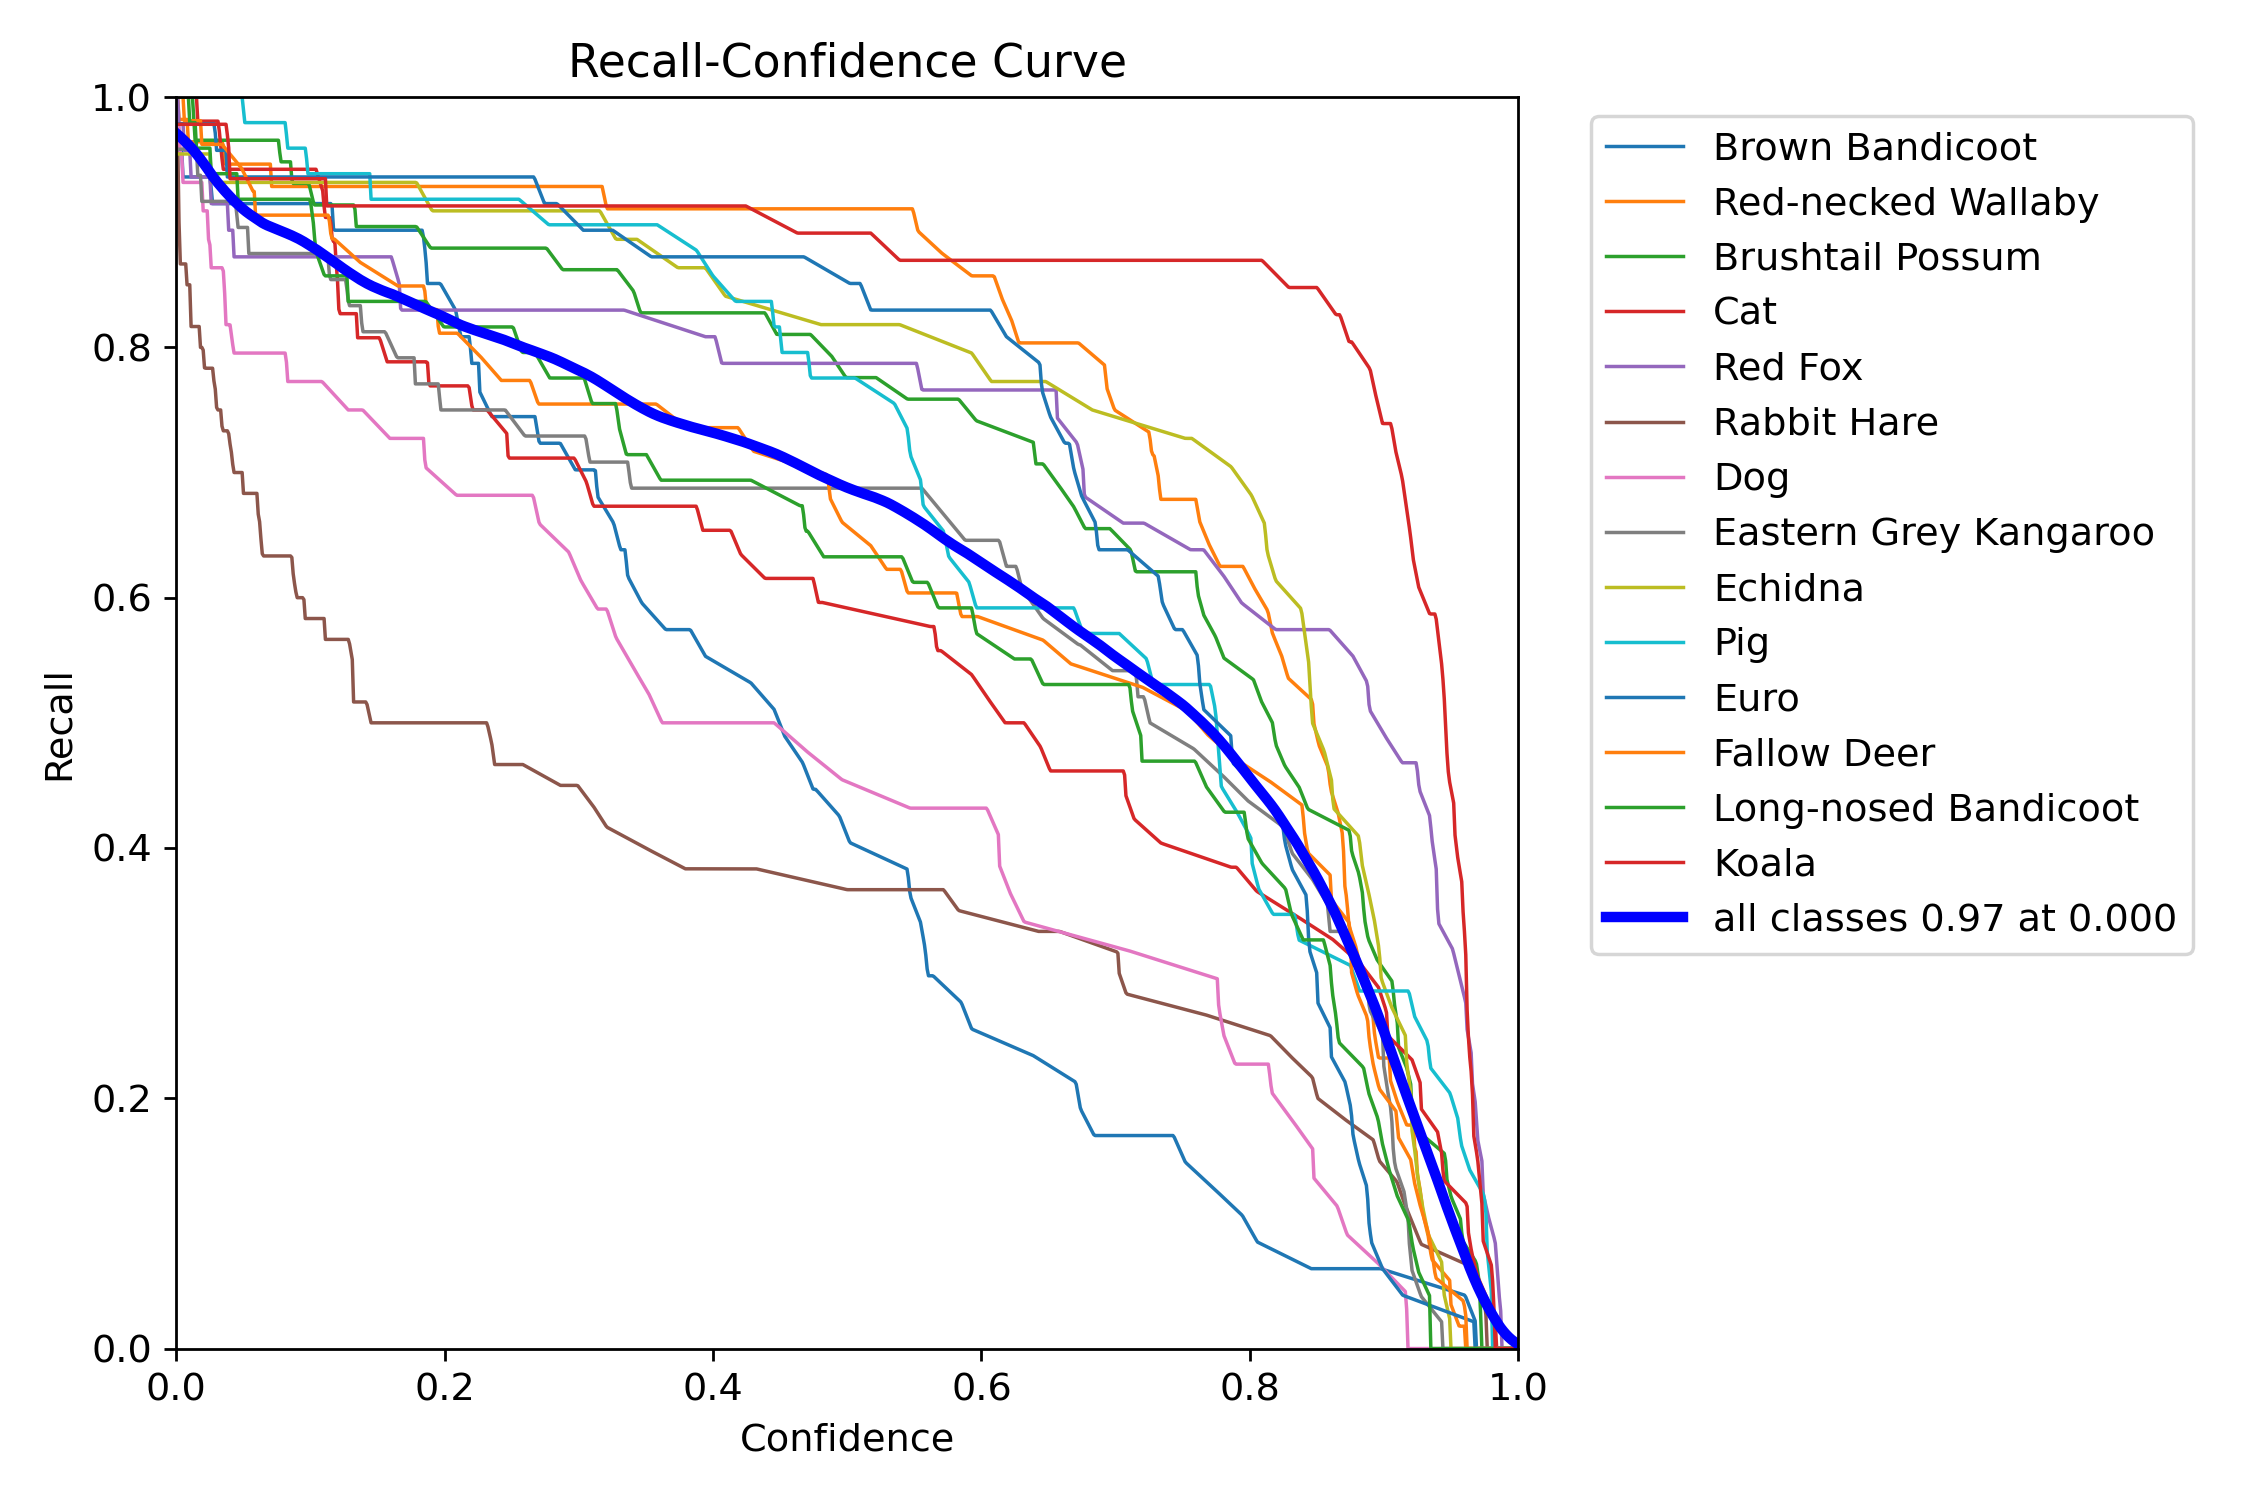 Recall-Confidence Curve
1.0
0.8
0.6
0.4
0.2
0.0
Recall
0.0 0.2 0.4 0.6 0.8 1.0
Confidence
Brown Bandicoot
Red-necked Wallaby
Brushtail Possum
Cat
Red Fox
Rabbit Hare
Dog
Eastern Grey Kangaroo
Echidna
Pig
Euro
Fallow Deer
Long-nosed Bandicoot
Koala
all classes 0.97 at 0.000